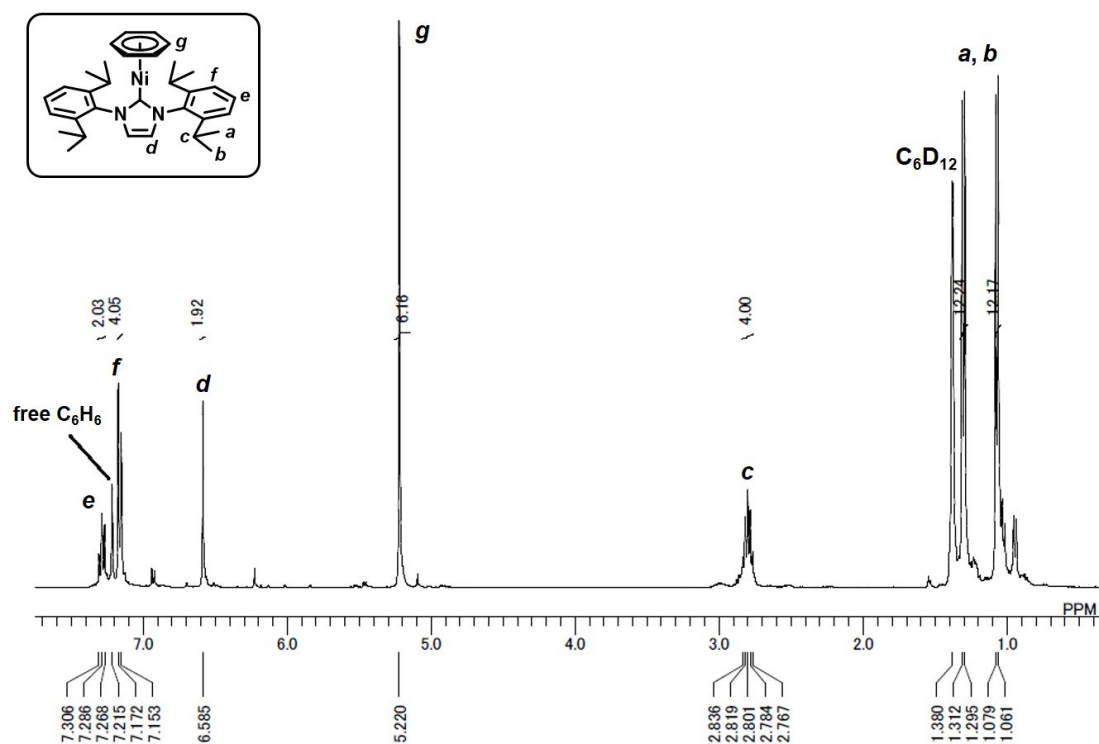 g
Ni
f
e
N
N
a
c
b
d
g
a, b
C6D12
2.03
4.05
1.92
6.16
4.00
12.24
12.17
f
d
free C6H6
e
c
PPM
7.0
6.0
5.0
4.0
3.0
2.0
1.0
7.306
7.286
7.268
7.215
7.172
7.153
6.585
5.220
2.836
2.819
2.801
2.784
2.767
1.380
1.312
1.295
1.079
1.061